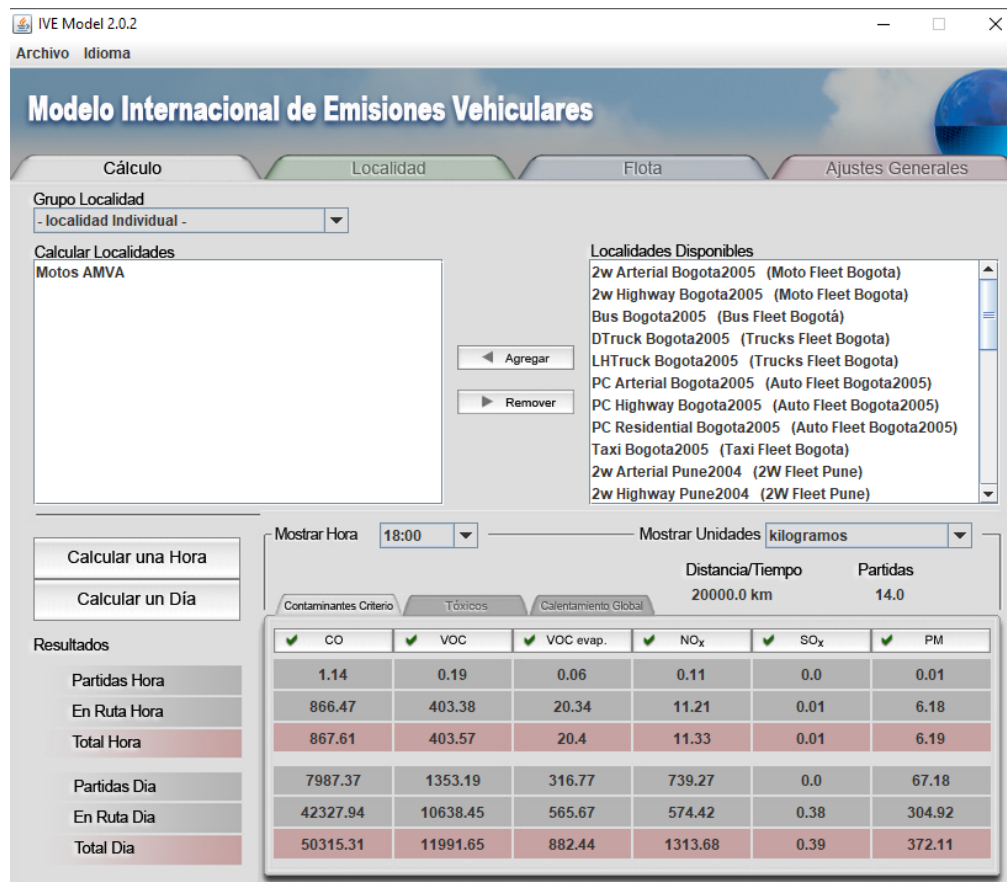 IVE Model 2.0.2
Archivo Idioma
Modelo Internacional de Emisiones Vehiculares
Cálculo Localidad Flota Ajustes Generales
Grupo Localidad
- localidad Individual -
Calcular Localidades
Motos AMVA
Agregar
Remover
Localidades Disponibles
2w Arterial Bogota2005 (Moto Fleet Bogota)
2w Highway Bogota2005 (Moto Fleet Bogota)
Bus Bogota2005 (Bus Fleet Bogotá)
DTruck Bogota2005 (Trucks Fleet Bogota)
LHTruck Bogota2005 (Trucks Fleet Bogota)
PC Arterial Bogota2005 (Auto Fleet Bogota2005)
PC Highway Bogota2005 (Auto Fleet Bogota2005)
PC Residential Bogota2005 (Auto Fleet Bogota2005)
Taxi Bogota2005 (Taxi Fleet Bogota)
2w Arterial Pune2004 (2W Fleet Pune)
2w Highway Pune2004 (2W Fleet Pune)
Calcular una Hora
Calcular un Día
Mostrar Hora 18:00 Mostrar Unidades kilogramos
Distancia/Tiempo Partidas
20000.0 km 14.0
Contaminantes Criterio Tóxicos Calentamiento Global
Resultados
CO VOC VOC evap. NOx SOx PM
Partidas Hora 1.14 0.19 0.06 0.11 0.0 0.01
En Ruta Hora 866.47 403.38 20.34 11.21 0.01 6.18
Total Hora 867.61 403.57 20.4 11.33 0.01 6.19
Partidas Dia 7987.37 1353.19 316.77 739.27 0.0 67.18
En Ruta Dia 42327.94 10638.45 565.67 574.42 0.38 304.92
Total Dia 50315.31 11991.65 882.44 1313.68 0.39 372.11